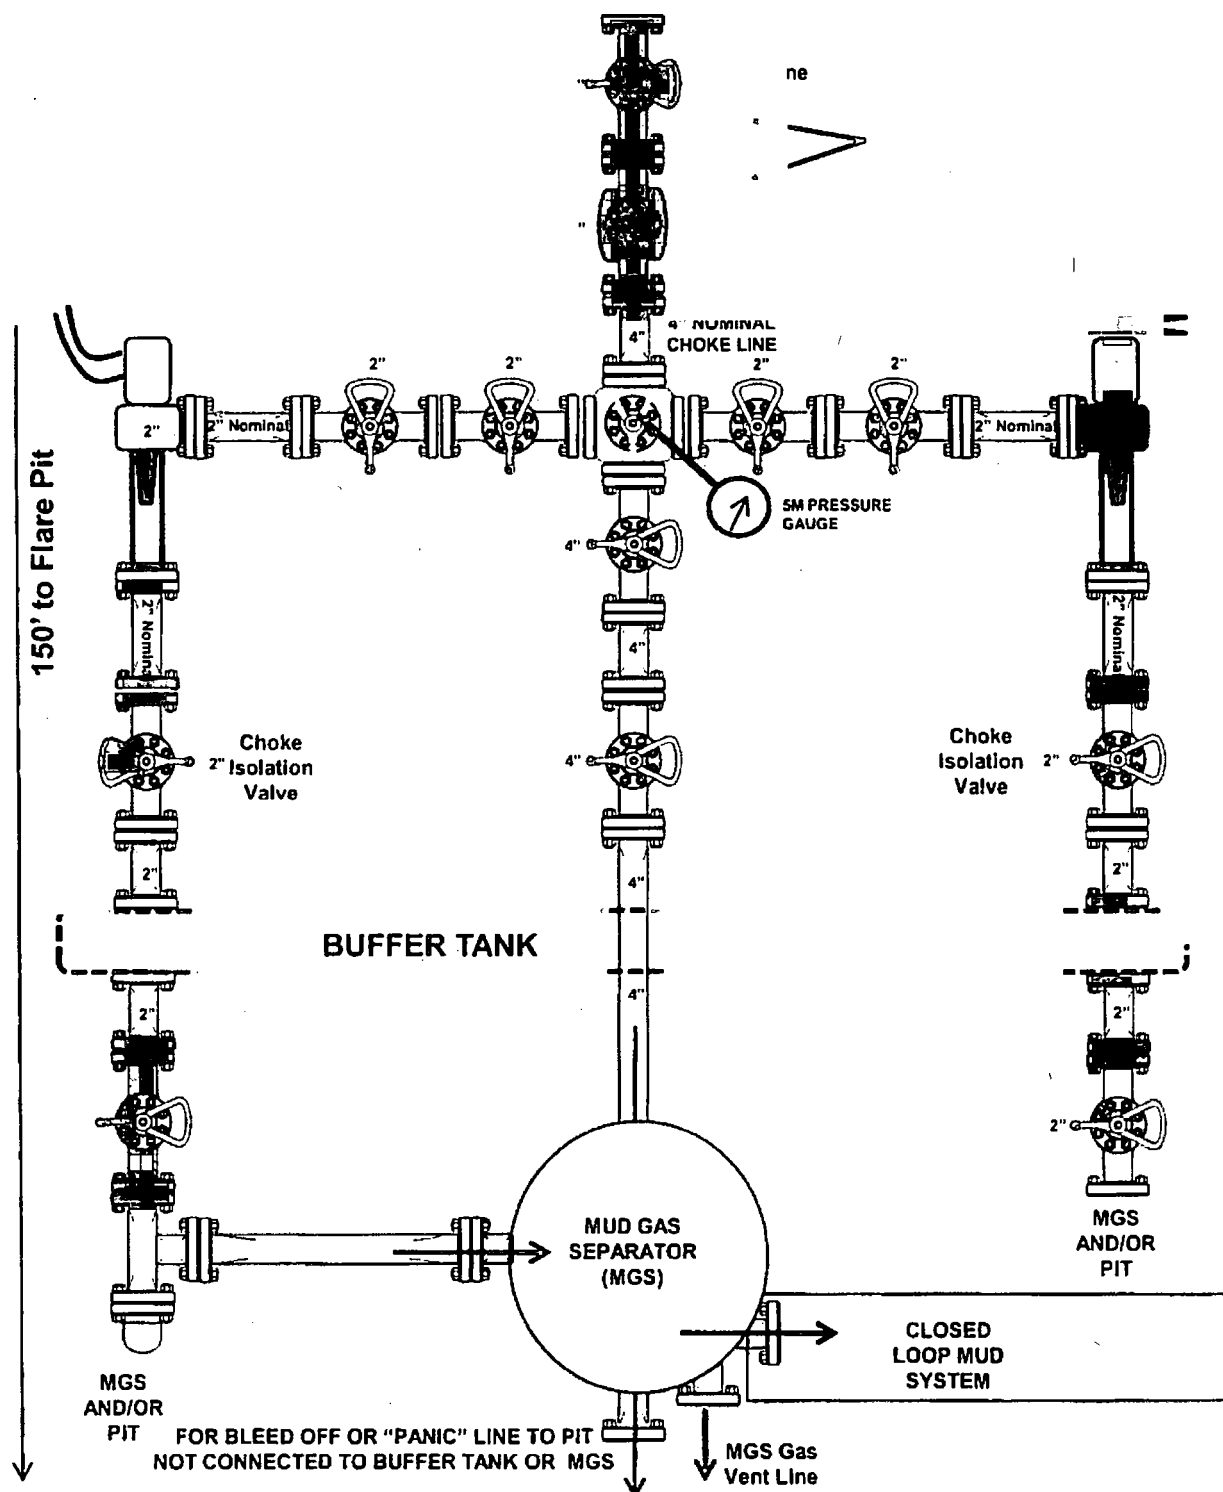 ne
"
"
4" NOMINAL
CHOKE LINE
4"
2"
2"
2"
2"
2"
2" Nominal
2" Nominal
5M PRESSURE
GAUGE
4"
150' to Flare Pit
2" Nominal
4"
2" Nominal
Choke
Isolation
Valve
2"
4"
Choke
Isolation
Valve
2"
2"
4"
2"
BUFFER TANK
2"
4"
2"
2"
MUD GAS
SEPARATOR
(MGS)
MGS
AND/OR
PIT
CLOSED
LOOP MUD
SYSTEM
MGS
AND/OR
PIT
FOR BLEED OFF OR "PANIC" LINE TO PIT
NOT CONNECTED TO BUFFER TANK OR MGS
MGS Gas
Vent Line